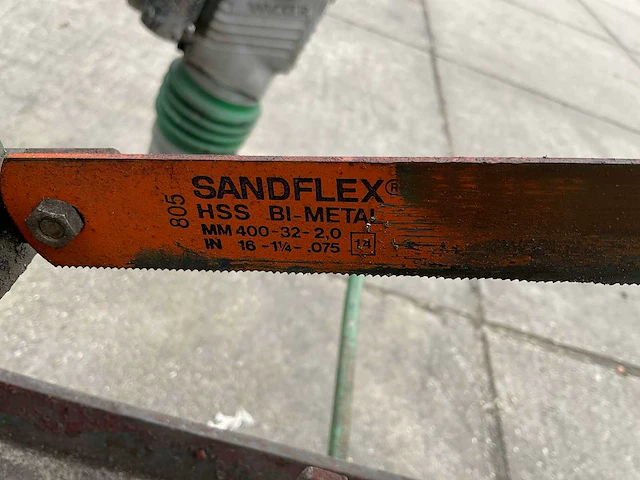 805
SANDFLEX®
HSS BI-METAL
MM 400-32-2,0
IN 16-1¼-.075 14